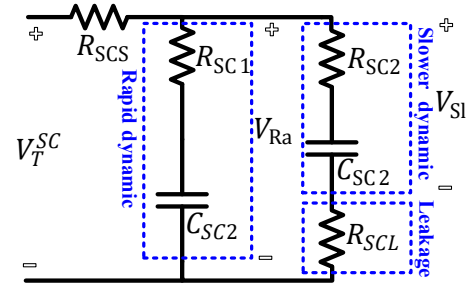 R_SCS
+
+
+
R_SC1
R_SC2
Rapid dynamic
Slower dynamic
V_T^SC
V_Ra
V_Sl
C_SC2
C_SC2
R_SCL
Leakage
−
−
−